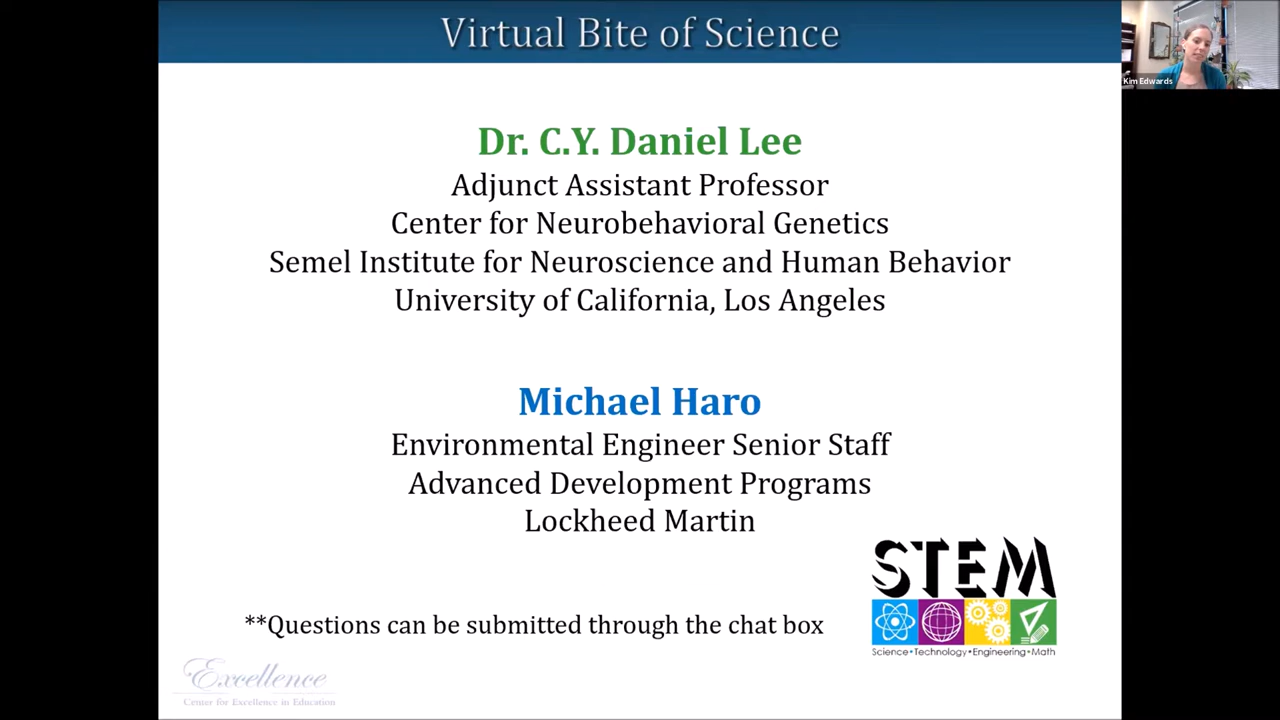 Virtual Bite of Science
Kim Edwards
Dr. C.Y. Daniel Lee
Adjunct Assistant Professor
Center for Neurobehavioral Genetics
Semel Institute for Neuroscience and Human Behavior
University of California, Los Angeles
Michael Haro
Environmental Engineer Senior Staff
Advanced Development Programs
Lockheed Martin
STEM
Science•Technology•Engineering•Math
**Questions can be submitted through the chat box
Excellence
Center for Excellence in Education